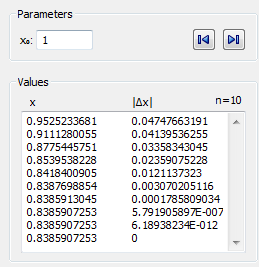 Parameters
x₀: 1
Values
x |Δx| n=10
0.9525233681 0.04747663191
0.9111280055 0.04139536255
0.8775445751 0.03358343045
0.8539538228 0.02359075228
0.8418400905 0.0121137323
0.8387698854 0.003070205116
0.8385913045 0.0001785809034
0.8385907253 5.791905897E-007
0.8385907253 6.18938234E-012
0.8385907253 0